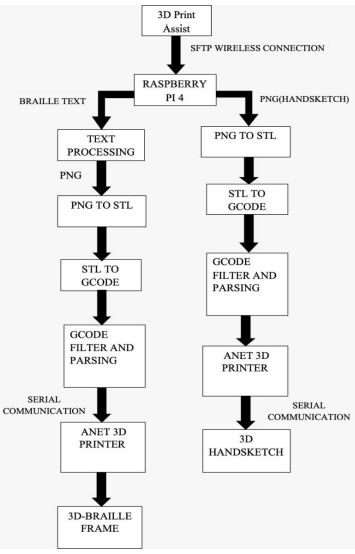 3D Print
Assist
SFTP WIRELESS CONNECTION
RASPBERRY
PI 4
BRAILLE TEXT
PNG(HANDSKETCH)
TEXT
PROCESSING
PNG
PNG TO STL
STL TO
GCODE
GCODE
FILTER AND
PARSING
SERIAL
COMMUNICATION
ANET 3D
PRINTER
3D-BRAILLE
FRAME
PNG TO STL
STL TO
GCODE
GCODE
FILTER AND
PARSING
ANET 3D
PRINTER
SERIAL
COMMUNICATION
3D
HANDSKETCH